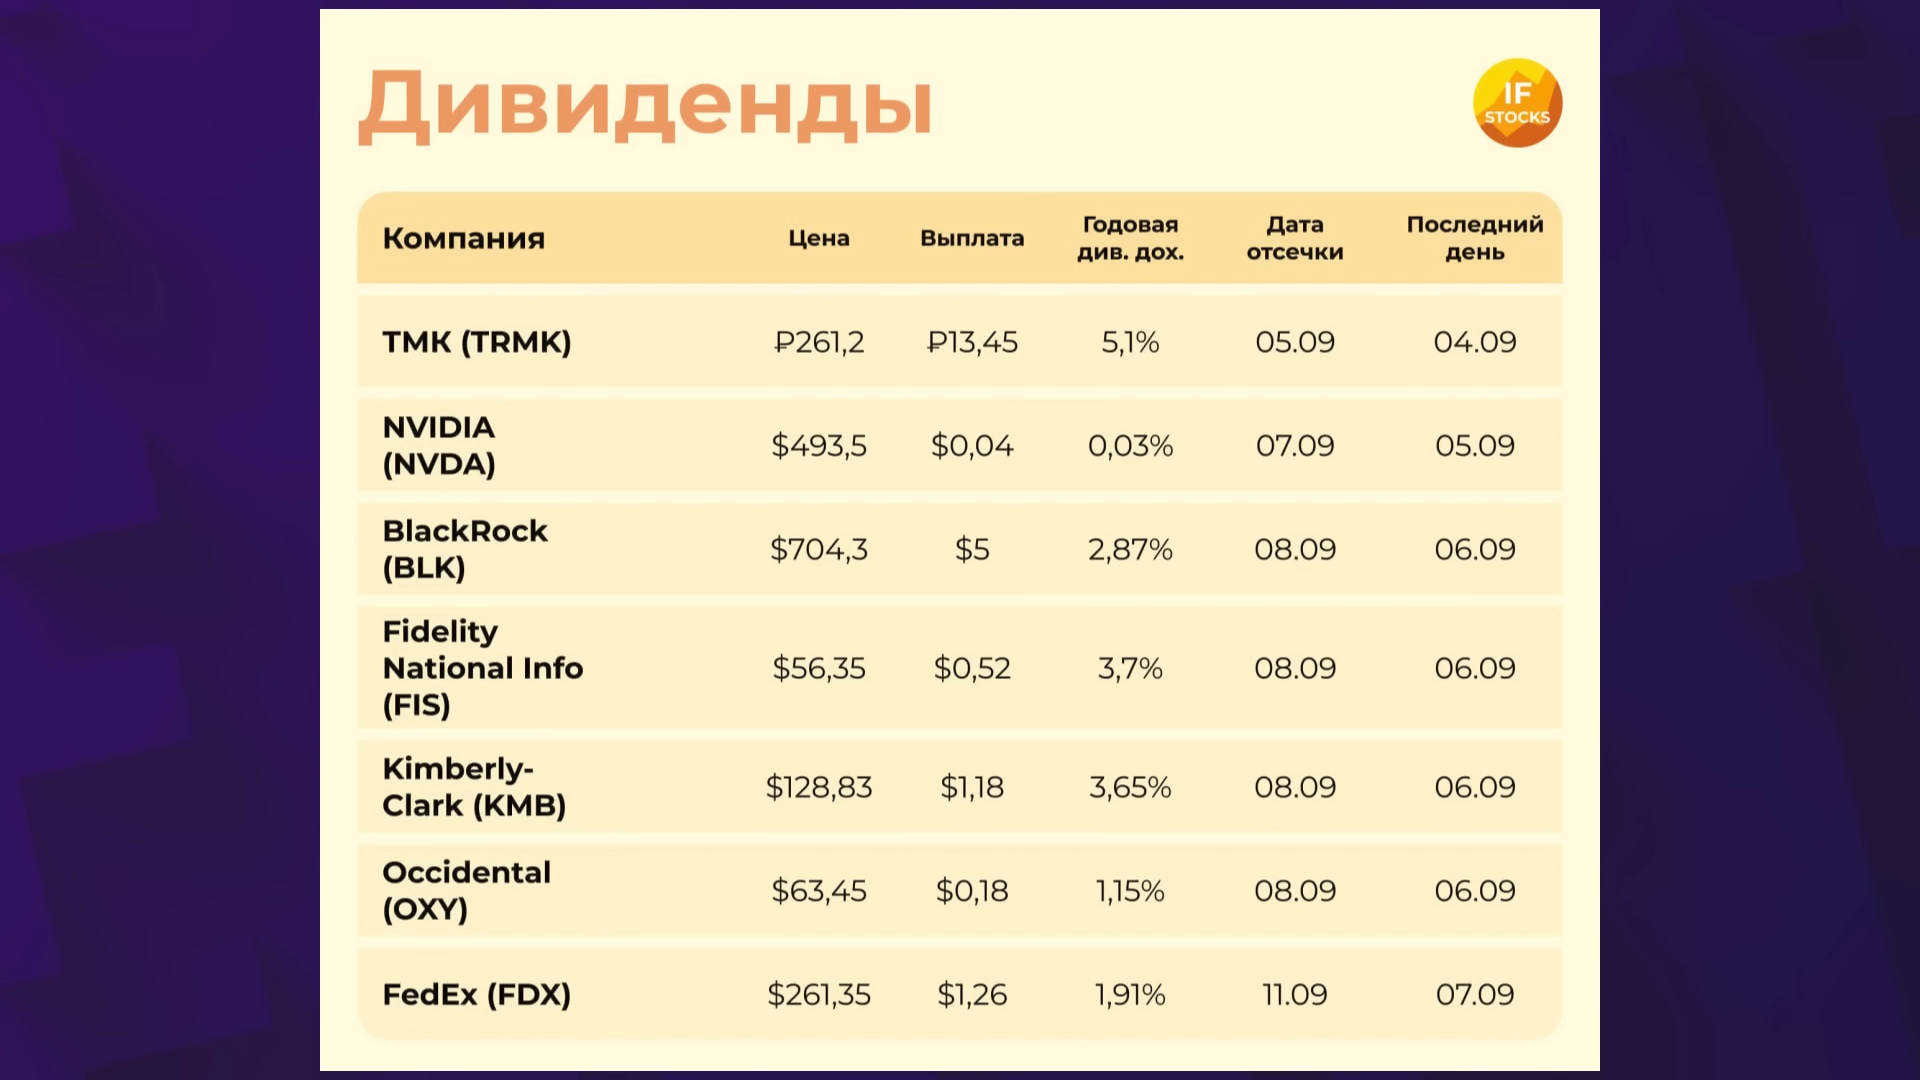 Дивиденды
IF
STOCKS
Компания Цена Выплата Годовая див. дох. Дата отсечки Последний день
ТМК (TRMK) ₽261,2 ₽13,45 5,1% 05.09 04.09
NVIDIA
(NVDA) $493,5 $0,04 0,03% 07.09 05.09
BlackRock
(BLK) $704,3 $5 2,87% 08.09 06.09
Fidelity
National Info
(FIS) $56,35 $0,52 3,7% 08.09 06.09
Kimberly-
Clark (KMB) $128,83 $1,18 3,65% 08.09 06.09
Occidental
(OXY) $63,45 $0,18 1,15% 08.09 06.09
FedEx (FDX) $261,35 $1,26 1,91% 11.09 07.09